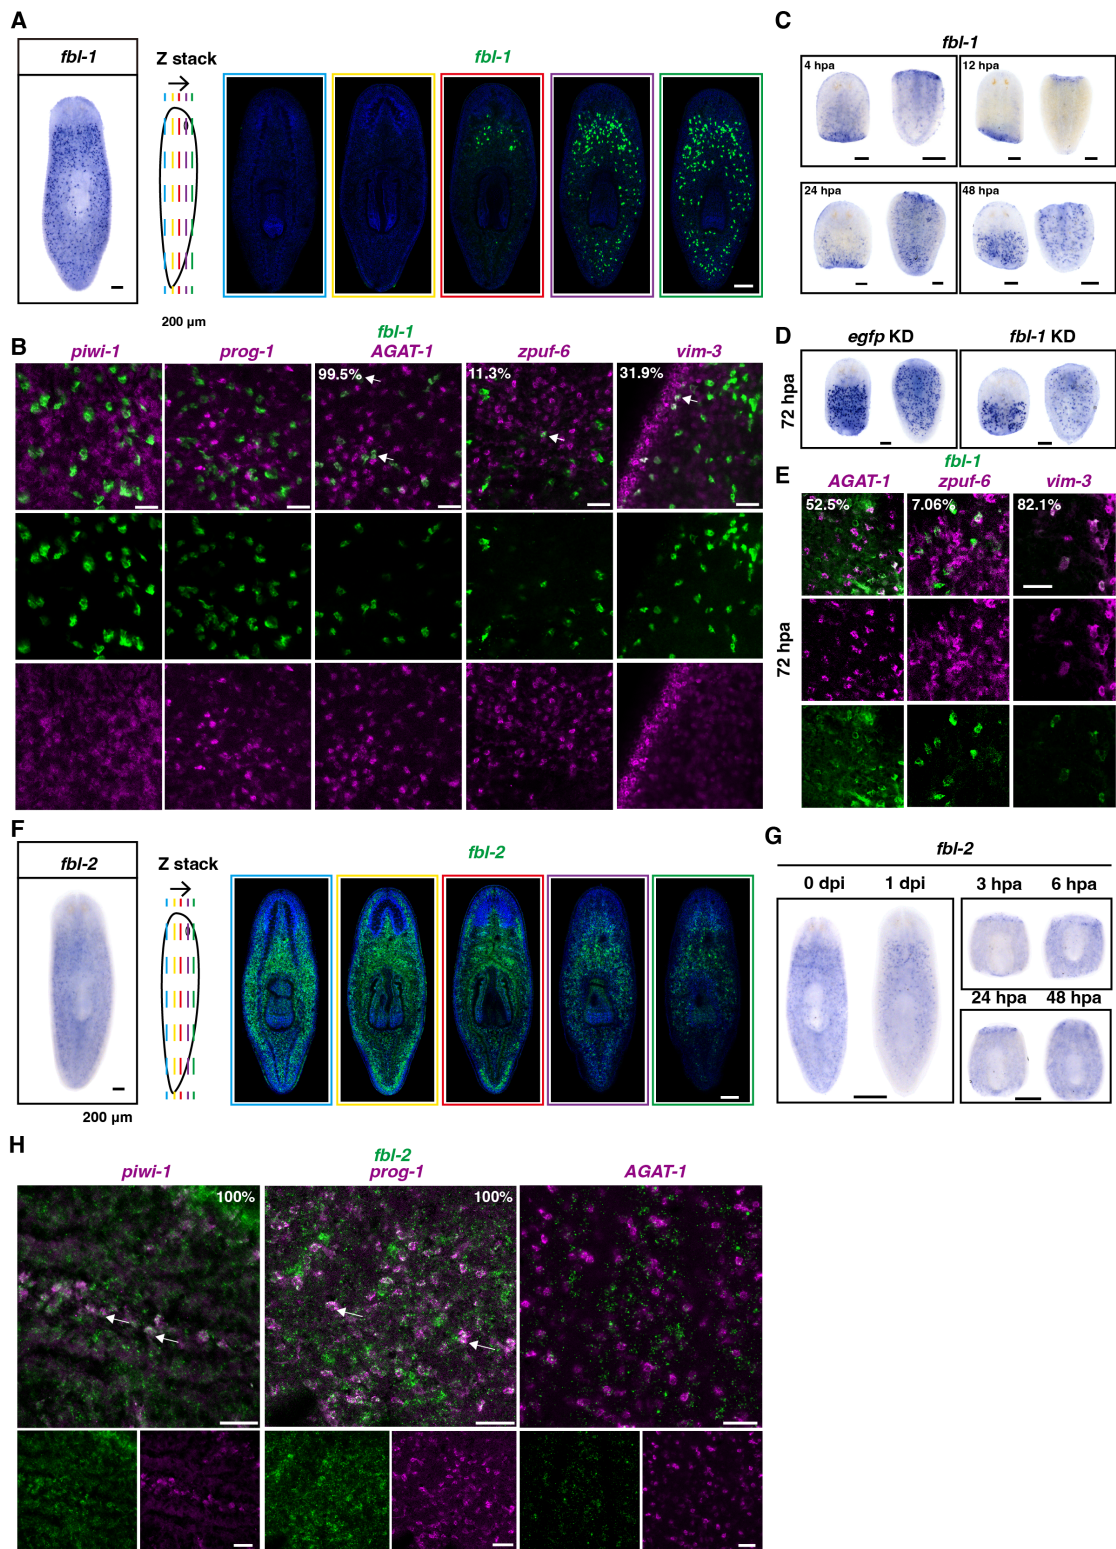 A
fbl-1
Z stack
fbl-1
200 µm
B
fbl-1
piwi-1
prog-1
AGAT-1
zpuf-6
vim-3
99.5%
11.3%
31.9%
C
fbl-1
4 hpa
12 hpa
24 hpa
48 hpa
D
egfp KD
fbl-1 KD
72 hpa
E
fbl-1
AGAT-1
zpuf-6
vim-3
52.5%
7.06%
82.1%
72 hpa
F
fbl-2
Z stack
fbl-2
200 µm
G
fbl-2
0 dpi
1 dpi
3 hpa
6 hpa
24 hpa
48 hpa
H
fbl-2
piwi-1
prog-1
AGAT-1
100%
100%